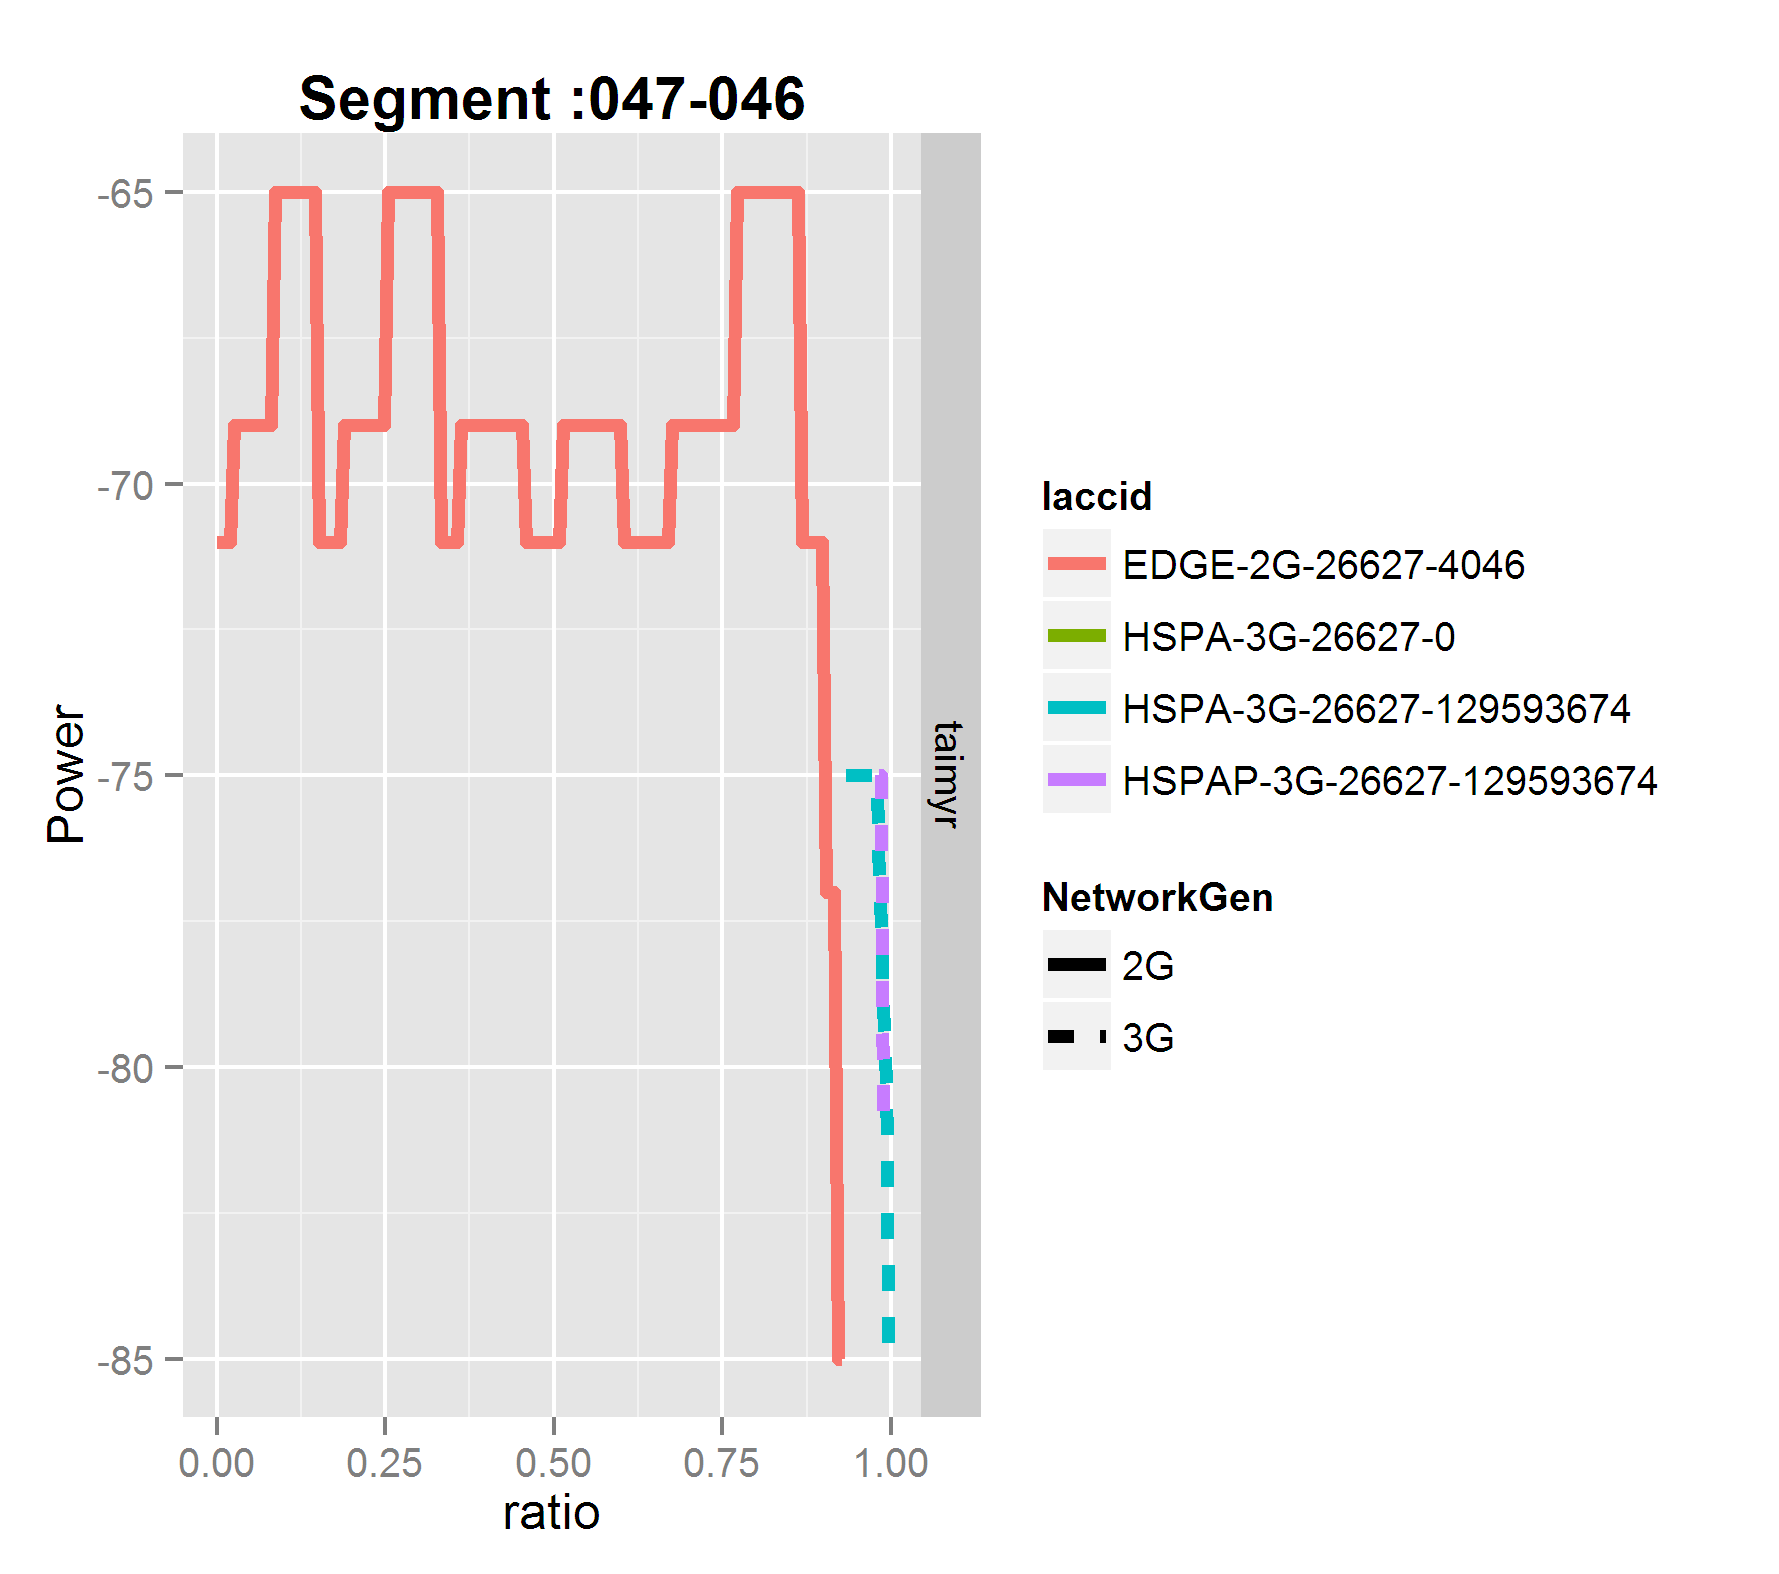 Segment :047-046
Power
-65
-70
-75
-80
-85
0.00
0.25
0.50
0.75
1.00
ratio
taimyr
laccid
EDGE-2G-26627-4046
HSPA-3G-26627-0
HSPA-3G-26627-129593674
HSPAP-3G-26627-129593674
NetworkGen
2G
3G